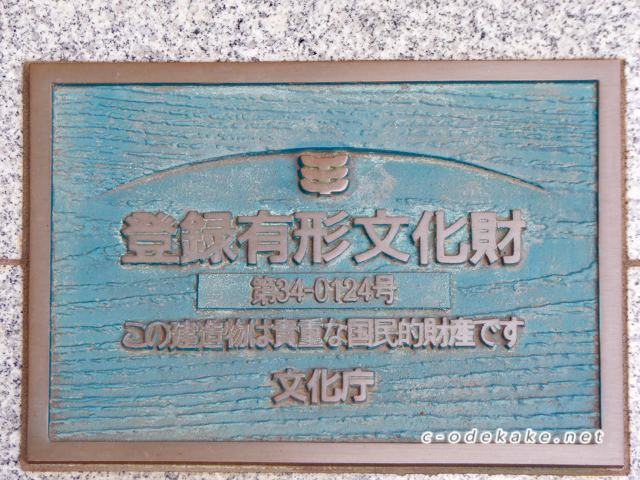 登録有形文化財
第34-0124号
この建造物は貴重な国民的財産です
文化庁
c-odekake.net